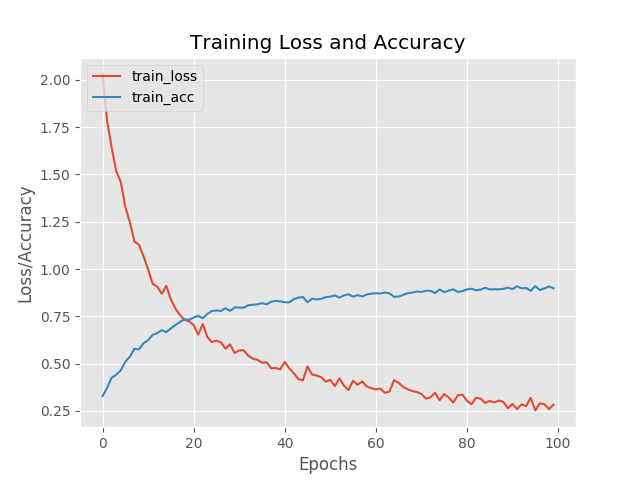 Training Loss and Accuracy
train_loss
train_acc
2.00
1.75
1.50
1.25
1.00
0.75
0.50
0.25
Loss/Accuracy
0 20 40 60 80 100
Epochs